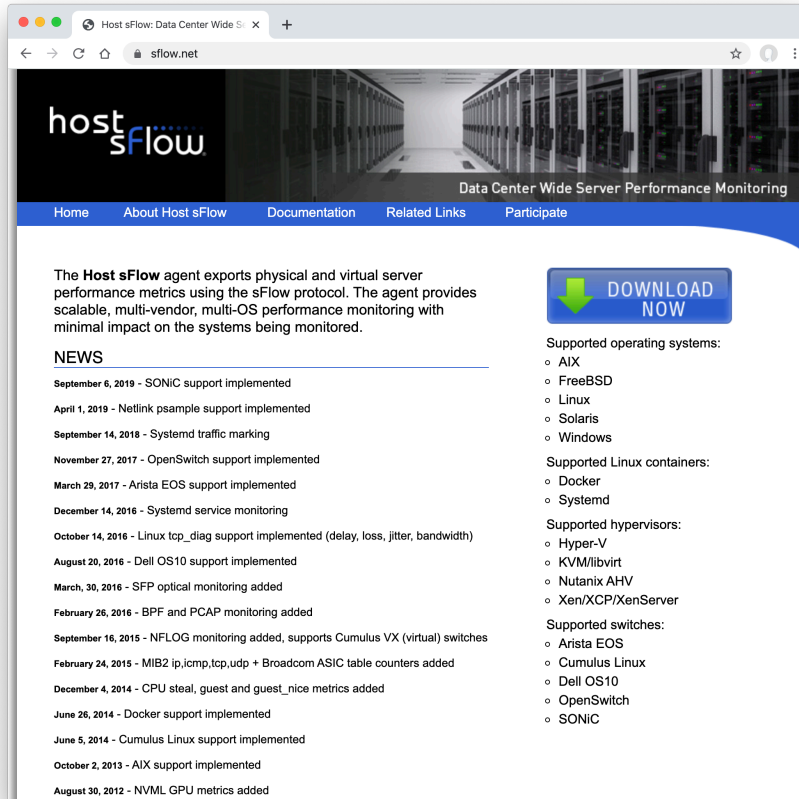 Host sFlow: Data Center Wide Se
sflow.net
host
sFlow
Data Center Wide Server Performance Monitoring
Home About Host sFlow Documentation Related Links Participate
The Host sFlow agent exports physical and virtual server
performance metrics using the sFlow protocol. The agent provides
scalable, multi-vendor, multi-OS performance monitoring with
minimal impact on the systems being monitored.
NEWS
September 6, 2019 - SONiC support implemented
April 1, 2019 - Netlink psample support implemented
September 14, 2018 - Systemd traffic marking
November 27, 2017 - OpenSwitch support implemented
March 29, 2017 - Arista EOS support implemented
December 14, 2016 - Systemd service monitoring
October 14, 2016 - Linux tcp_diag support implemented (delay, loss, jitter, bandwidth)
August 20, 2016 - Dell OS10 support implemented
March, 30, 2016 - SFP optical monitoring added
February 26, 2016 - BPF and PCAP monitoring added
September 16, 2015 - NFLOG monitoring added, supports Cumulus VX (virtual) switches
February 24, 2015 - MIB2 ip,icmp,tcp,udp + Broadcom ASIC table counters added
December 4, 2014 - CPU steal, guest and guest_nice metrics added
June 26, 2014 - Docker support implemented
June 5, 2014 - Cumulus Linux support implemented
October 2, 2013 - AIX support implemented
August 30, 2012 - NVML GPU metrics added
DOWNLOAD
NOW
Supported operating systems:
AIX
FreeBSD
Linux
Solaris
Windows
Supported Linux containers:
Docker
Systemd
Supported hypervisors:
Hyper-V
KVM/libvirt
Nutanix AHV
Xen/XCP/XenServer
Supported switches:
Arista EOS
Cumulus Linux
Dell OS10
OpenSwitch
SONiC